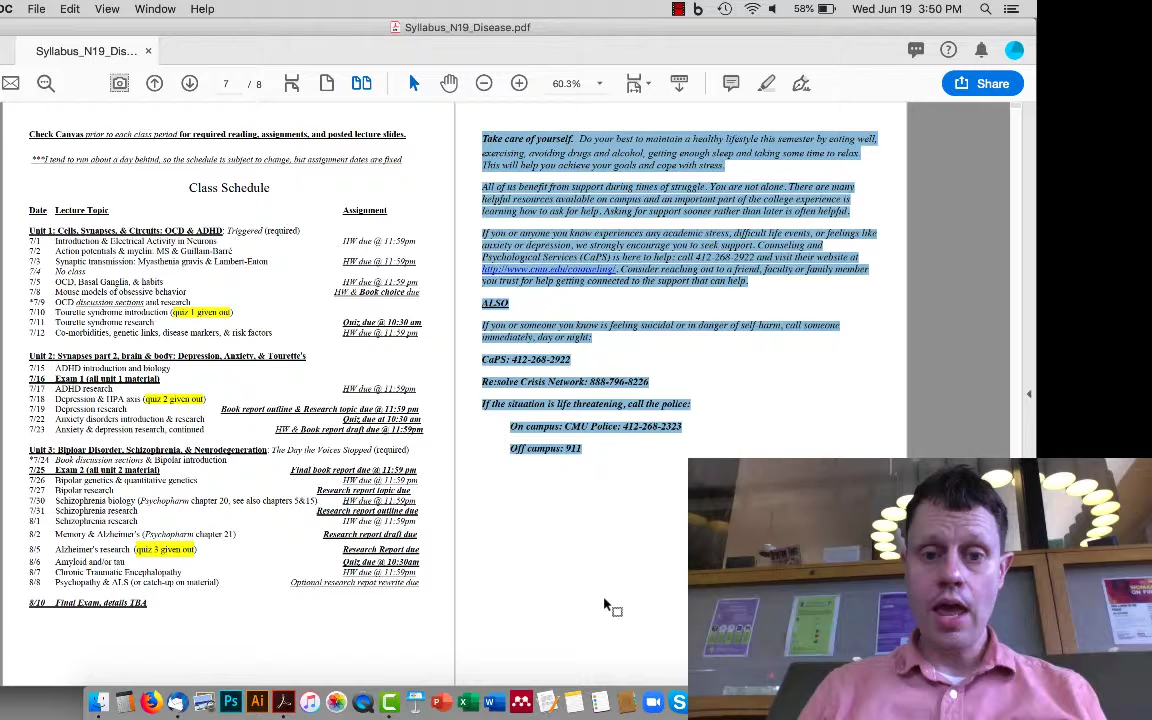 File Edit View Window Help
58% Wed Jun 19 3:50 PM
Syllabus_N19_Disease.pdf
Syllabus_N19_Dis... ×
7 / 8
60.3%
Share
Check Canvas prior to each class period for required reading, assignments, and posted lecture slides.
***I tend to run about a day behind, so the schedule is subject to change, but assignment dates are fixed
Class Schedule
Date Lecture Topic Assignment
Unit 1: Cells, Synapses, & Circuits: OCD & ADHD: Triggered (required)
7/1 Introduction & Electrical Activity in Neurons HW due @ 11:59pm
7/2 Action potentials & myelin: MS & Guillain-Barré
7/3 Synaptic transmission: Myasthenia gravis & Lambert-Eaton HW due @ 11:59pm
7/4 No class
7/5 OCD, Basal Ganglia, & habits HW due @ 11:59 pm
7/8 Mouse models of obsessive behavior HW & Book choice due
*7/9 OCD discussion sections and research
7/10 Tourette syndrome introduction (quiz 1 given out)
7/11 Tourette syndrome research Quiz due @ 10:30 am
7/12 Co-morbidities, genetic links, disease markers, & risk factors HW due @ 11:59 pm
Unit 2: Synapses part 2, brain & body: Depression, Anxiety, & Tourette's
7/15 ADHD introduction and biology
7/16 Exam 1 (all unit 1 material)
7/17 ADHD research HW due @ 11:59pm
7/18 Depression & HPA axis (quiz 2 given out)
7/19 Depression research Book report outline & Research topic due @ 11:59 pm
7/22 Anxiety disorders introduction & research Quiz due at 10:30 am
7/23 Anxiety & depression research, continued HW & Book report draft due @ 11:59pm
Unit 3: Biploar Disorder, Schizophrenia, & Neurodegeneration: The Day the Voices Stopped (required)
*7/24 Book discussion sections & Bipolar introduction
7/25 Exam 2 (all unit 2 material) Final book report due @ 11:59 pm
7/26 Bipolar genetics & quantitative genetics HW due @ 11:59pm
7/27 Bipolar research Research report topic due
7/30 Schizophrenia biology (Psychopharm chapter 20, see also chapters 5&15) HW due @ 11:59pm
7/31 Schizophrenia research Research report outline due
8/1 Schizophrenia research HW due @ 11:59pm
8/2 Memory & Alzheimer's (Psychopharm chapter 21) Research report draft due
8/5 Alzheimer's research (quiz 3 given out) Research Report due
8/6 Amyloid and/or tau Quiz due @ 10:30am
8/7 Chronic Traumatic Encephalopathy HW due @ 11:59pm
8/8 Psychopathy & ALS (or catch-up on material) Optional research repot rewrite due
8/10 Final Exam, details TBA
Take care of yourself. Do your best to maintain a healthy lifestyle this semester by eating well,
exercising, avoiding drugs and alcohol, getting enough sleep and taking some time to relax.
This will help you achieve your goals and cope with stress.
All of us benefit from support during times of struggle. You are not alone. There are many
helpful resources available on campus and an important part of the college experience is
learning how to ask for help. Asking for support sooner rather than later is often helpful.
If you or anyone you know experiences any academic stress, difficult life events, or feelings like
anxiety or depression, we strongly encourage you to seek support. Counseling and
Psychological Services (CaPS) is here to help: call 412-268-2922 and visit their website at
http://www.cmu.edu/counseling/. Consider reaching out to a friend, faculty or family member
you trust for help getting connected to the support that can help.
ALSO
If you or someone you know is feeling suicidal or in danger of self-harm, call someone
immediately, day or night:
CaPS: 412-268-2922
Re:solve Crisis Network: 888-796-8226
If the situation is life threatening, call the police:
On campus: CMU Police: 412-268-2323
Off campus: 911